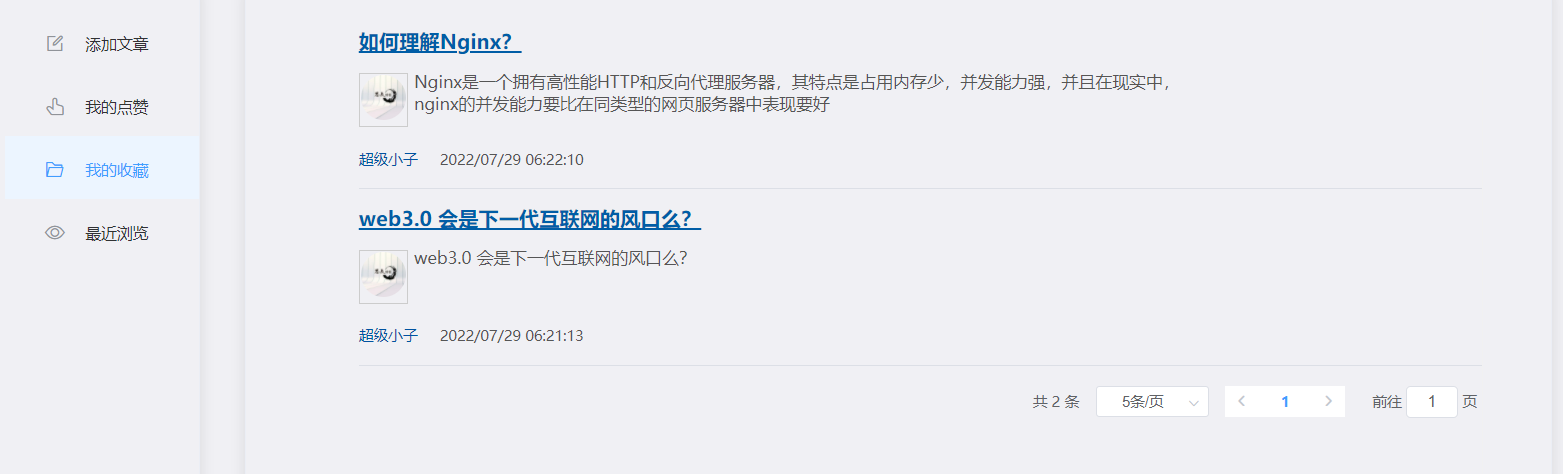 添加文章
我的点赞
我的收藏
最近浏览
如何理解Nginx？
Nginx是一个拥有高性能HTTP和反向代理服务器，其特点是占用内存少，并发能力强，并且在现实中，
nginx的并发能力要比在同类型的网页服务器中表现要好
超级小子 2022/07/29 06:22:10
web3.0 会是下一代互联网的风口么？
web3.0 会是下一代互联网的风口么？
超级小子 2022/07/29 06:21:13
共 2 条 5条/页 1 前往 1 页